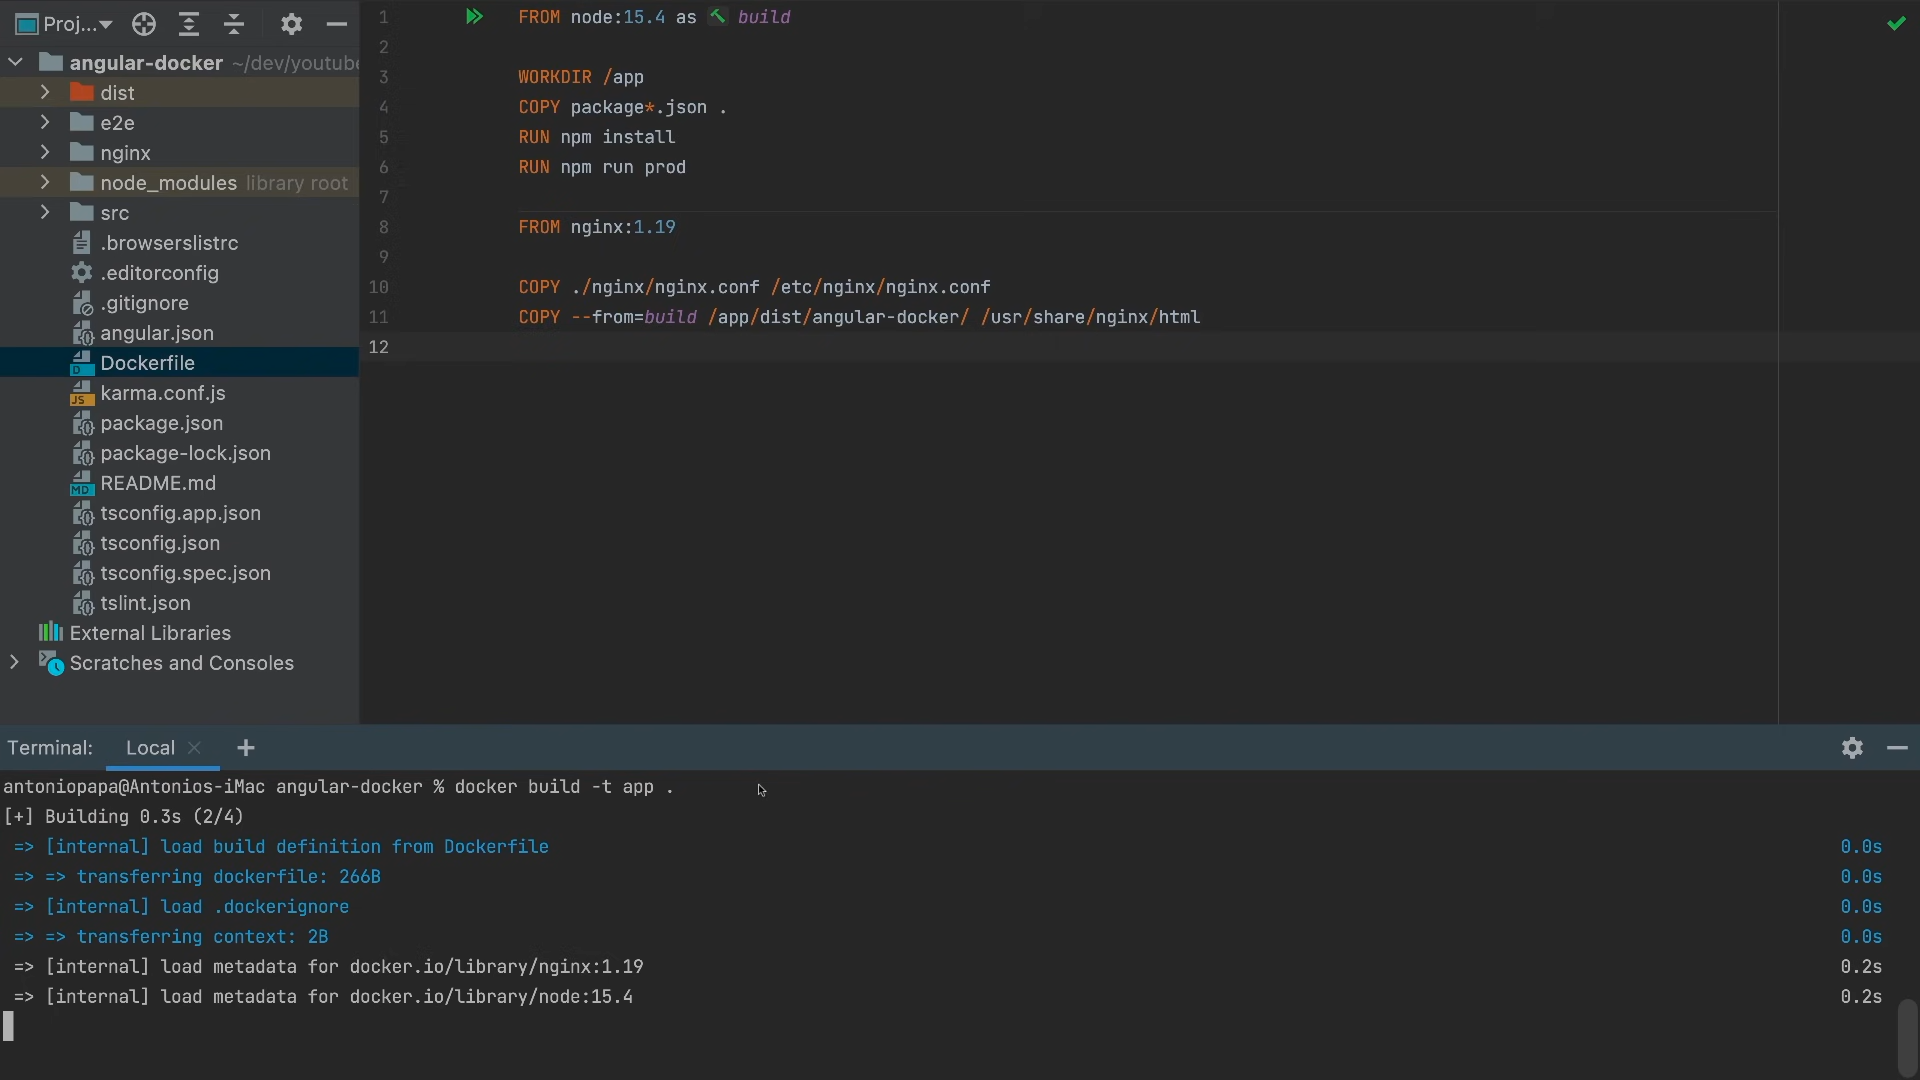 Proj...
angular-docker ~/dev/youtube
dist
e2e
nginx
node_modules library root
src
.browserslistrc
.editorconfig
.gitignore
angular.json
Dockerfile
karma.conf.js
package.json
package-lock.json
README.md
tsconfig.app.json
tsconfig.json
tsconfig.spec.json
tslint.json
External Libraries
Scratches and Consoles
1 FROM node:15.4 as build
2
3 WORKDIR /app
4 COPY package*.json .
5 RUN npm install
6 RUN npm run prod
7
8 FROM nginx:1.19
9
10 COPY ./nginx/nginx.conf /etc/nginx/nginx.conf
11 COPY --from=build /app/dist/angular-docker/ /usr/share/nginx/html
12
Terminal: Local
antoniopapa@Antonios-iMac angular-docker % docker build -t app .
[+] Building 0.3s (2/4)
=> [internal] load build definition from Dockerfile 0.0s
=> => transferring dockerfile: 266B 0.0s
=> [internal] load .dockerignore 0.0s
=> => transferring context: 2B 0.0s
=> [internal] load metadata for docker.io/library/nginx:1.19 0.2s
=> [internal] load metadata for docker.io/library/node:15.4 0.2s